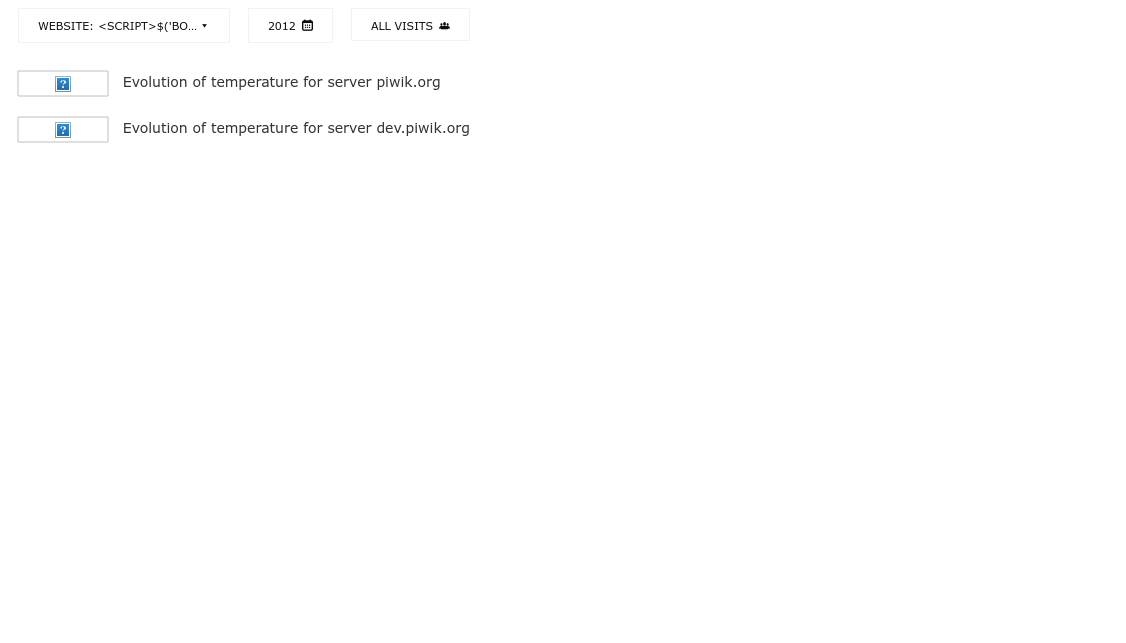 WEBSITE: <SCRIPT>$('BO... 2012 ALL VISITS
Evolution of temperature for server piwik.org
Evolution of temperature for server dev.piwik.org